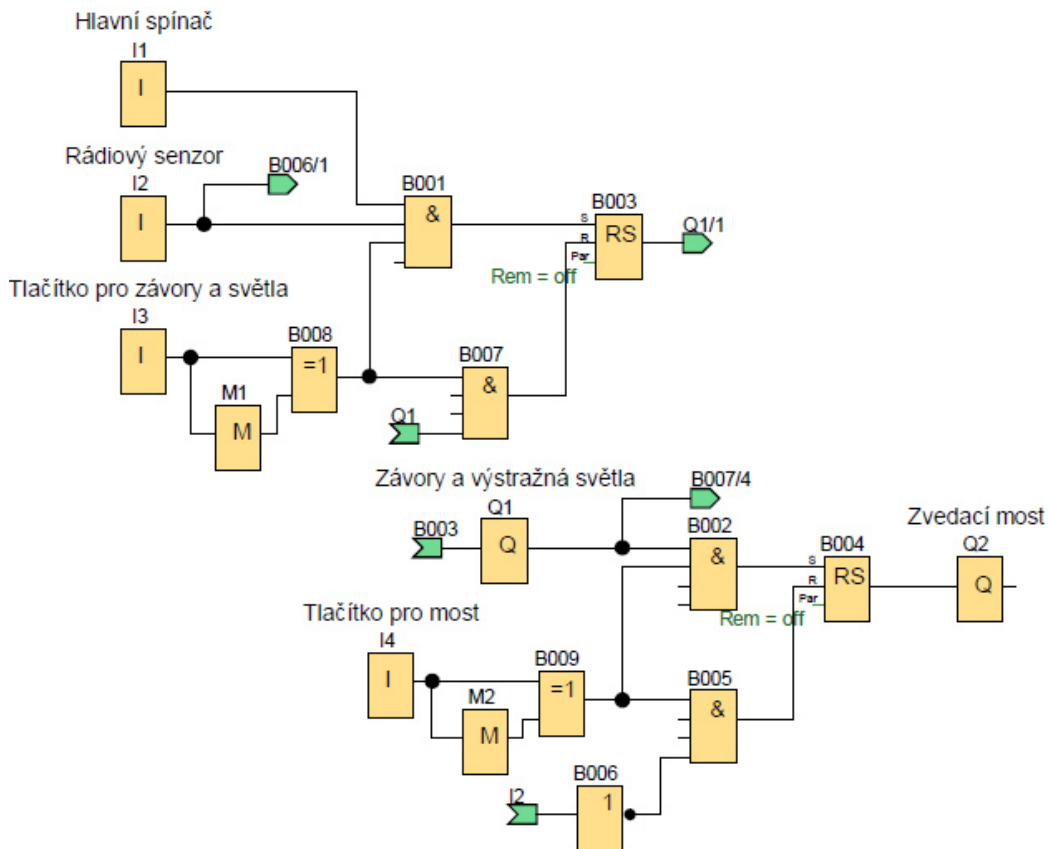 Hlavní spínač
I1
I
Rádiový senzor
B006/1
I2
I
B001
&
B003
S
R
Par
RS
Q1/1
Rem = off
Tlačítko pro závory a světla
I3
I
B008
=1
M1
M
B007
&
Q1
Závory a výstražná světla
B007/4
Q1
B003
Q
B002
&
Zvedací most
B004
S
R
Par
RS
Q2
Q
Rem = off
Tlačítko pro most
I4
I
B009
=1
M2
M
B005
&
B006
I2
1